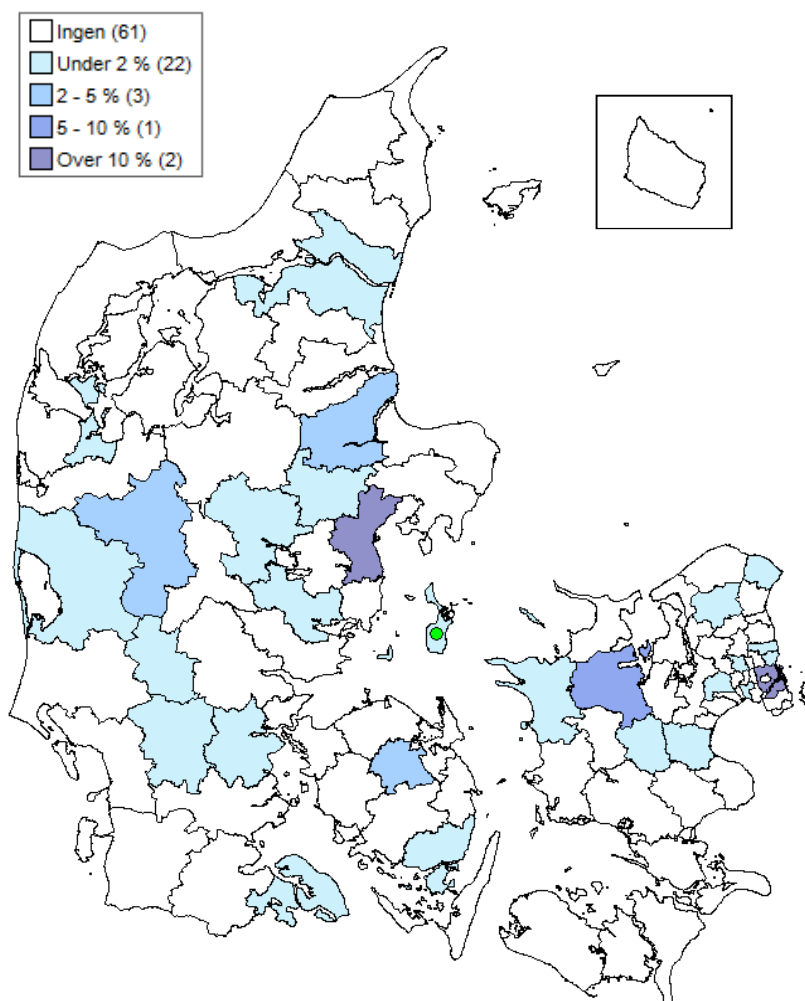 Ingen (61)
Under 2 % (22)
2 - 5 % (3)
5 - 10 % (1)
Over 10 % (2)